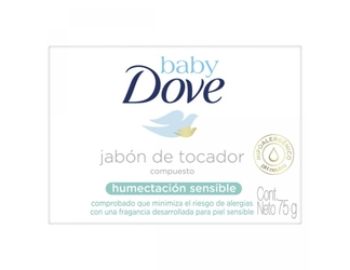 baby
Dove
jabón de tocador
compuesto
humectación sensible
comprobado que minimiza el riesgo de alergias
con una fragancia desarrollada para piel sensible
HIPOALERGÉNICO
Cont.
Neto 75 g